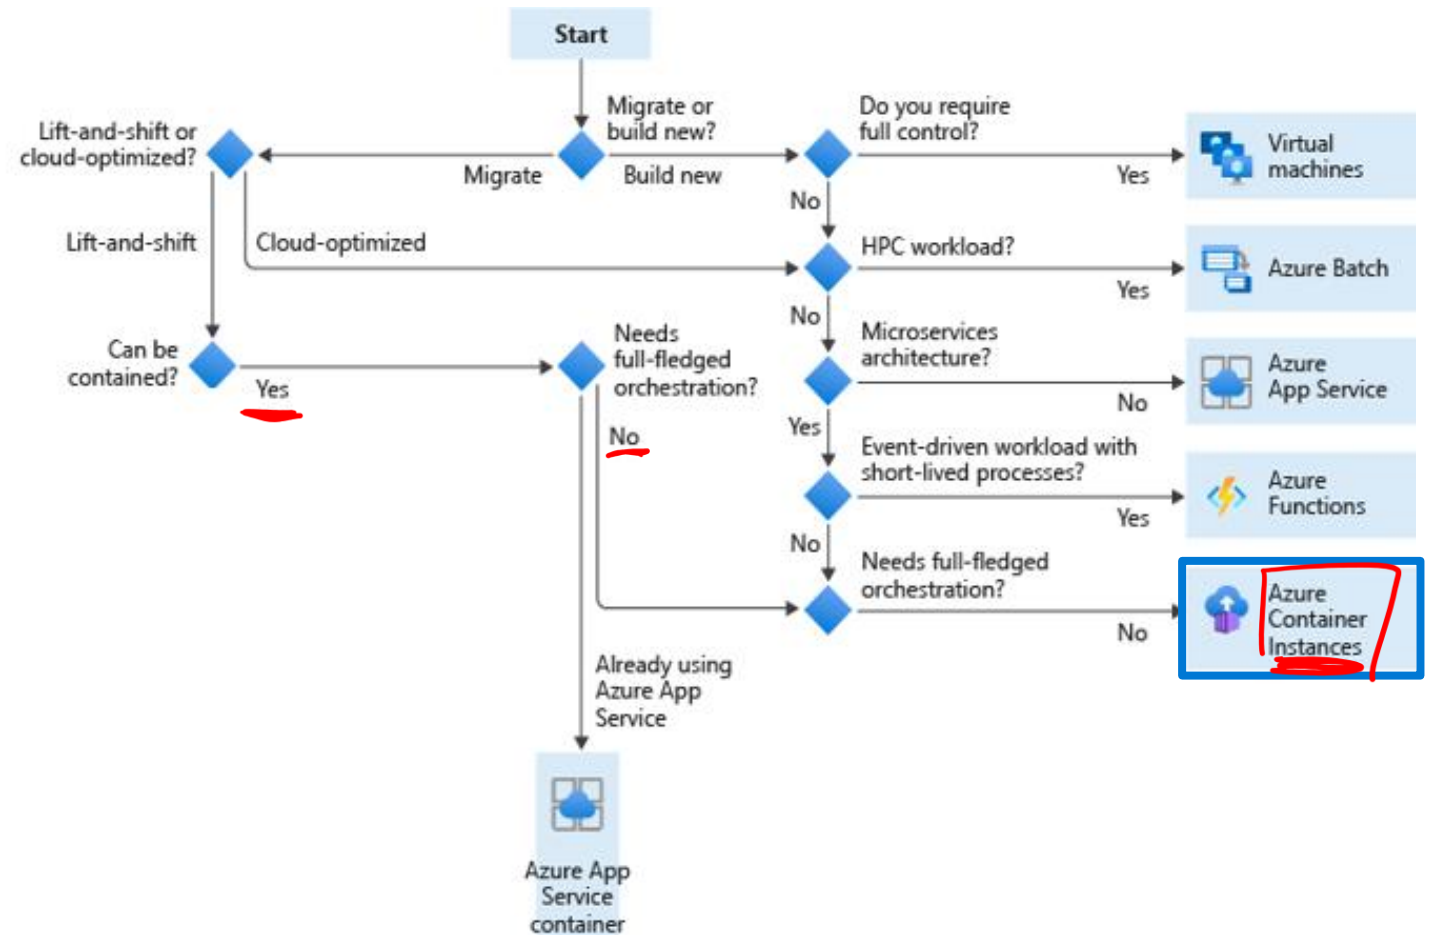 Start
Migrate or
build new?
Do you require
full control?
Lift-and-shift or
cloud-optimized?
Virtual
machines
Migrate
Build new
Yes
No
Lift-and-shift
Cloud-optimized
HPC workload?
Azure Batch
Yes
No
Can be
contained?
Yes
Needs
full-fledged
orchestration?
Microservices
architecture?
Azure
App Service
No
Yes
No
Event-driven workload with
short-lived processes?
Azure
Functions
Yes
No
Needs full-fledged
orchestration?
Azure
Container
Instances
No
Already using
Azure App
Service
Azure App
Service
container